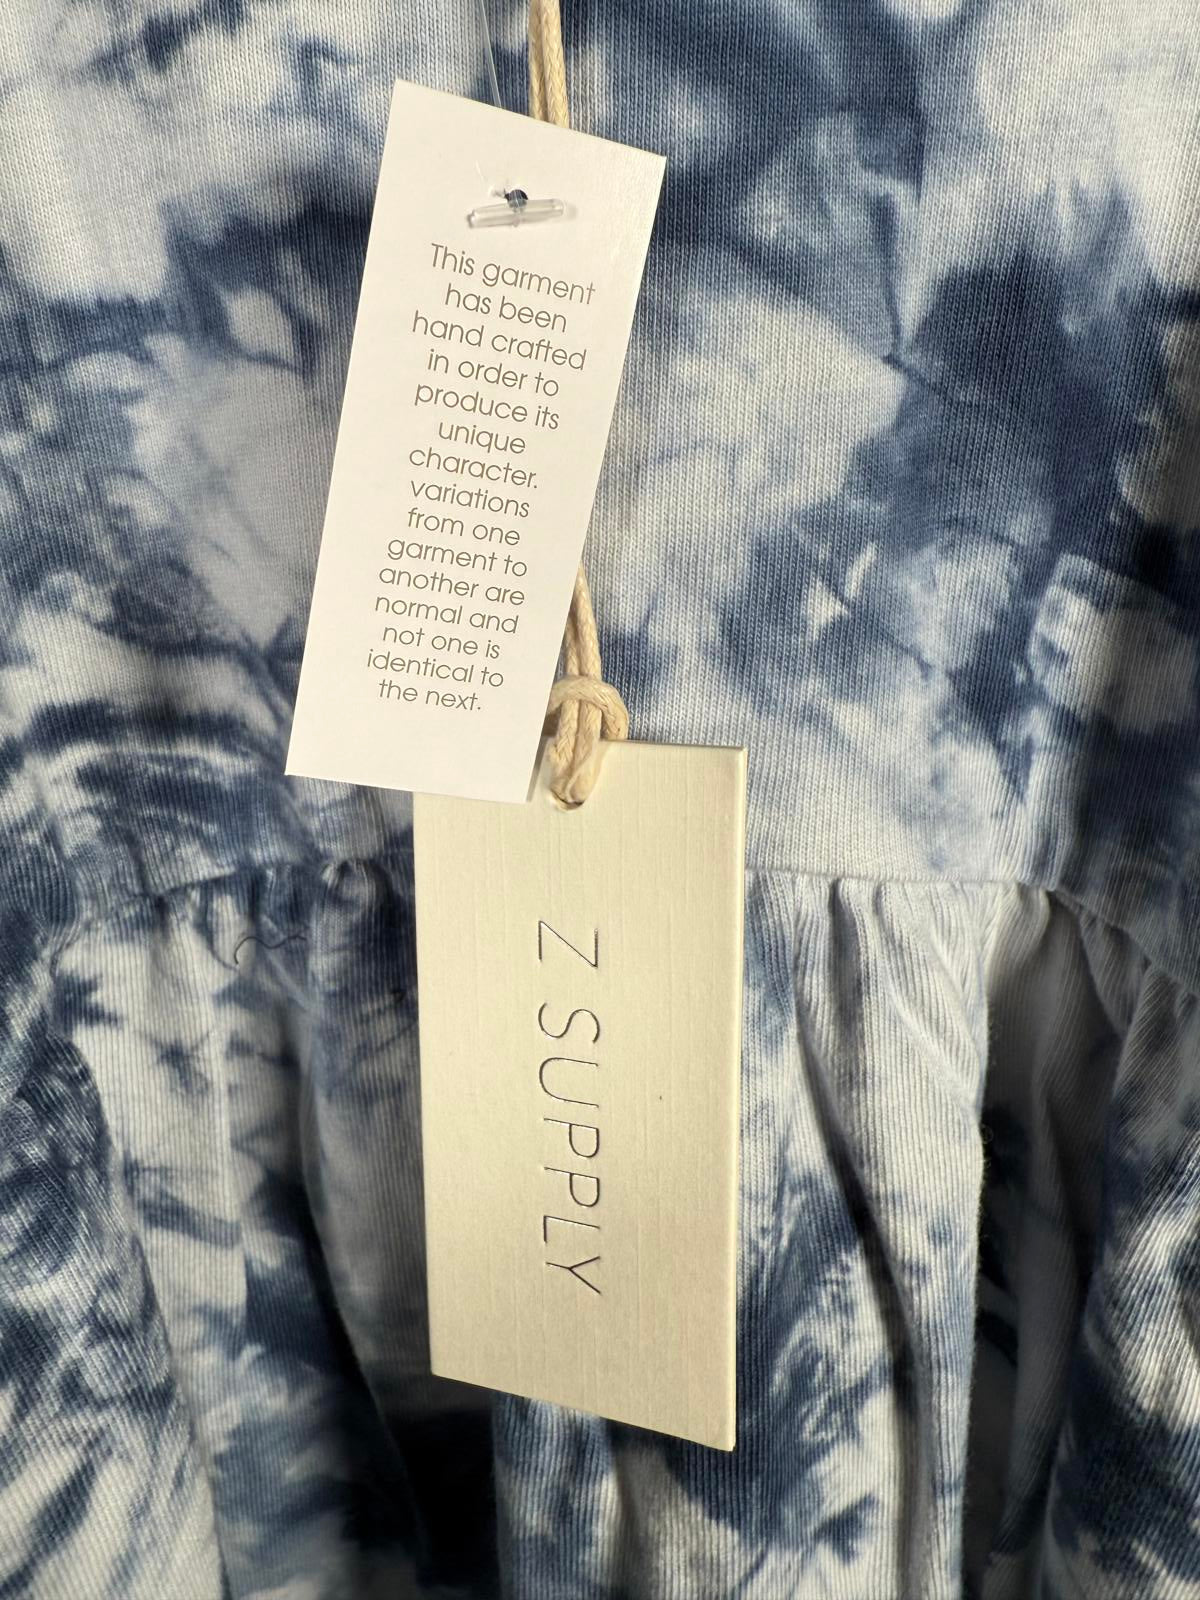 This garment
has been
hand crafted
in order to
produce its
unique
character.
variations
from one
garment to
another are
normal and
not one is
identical to
the next.
Z SUPPLY